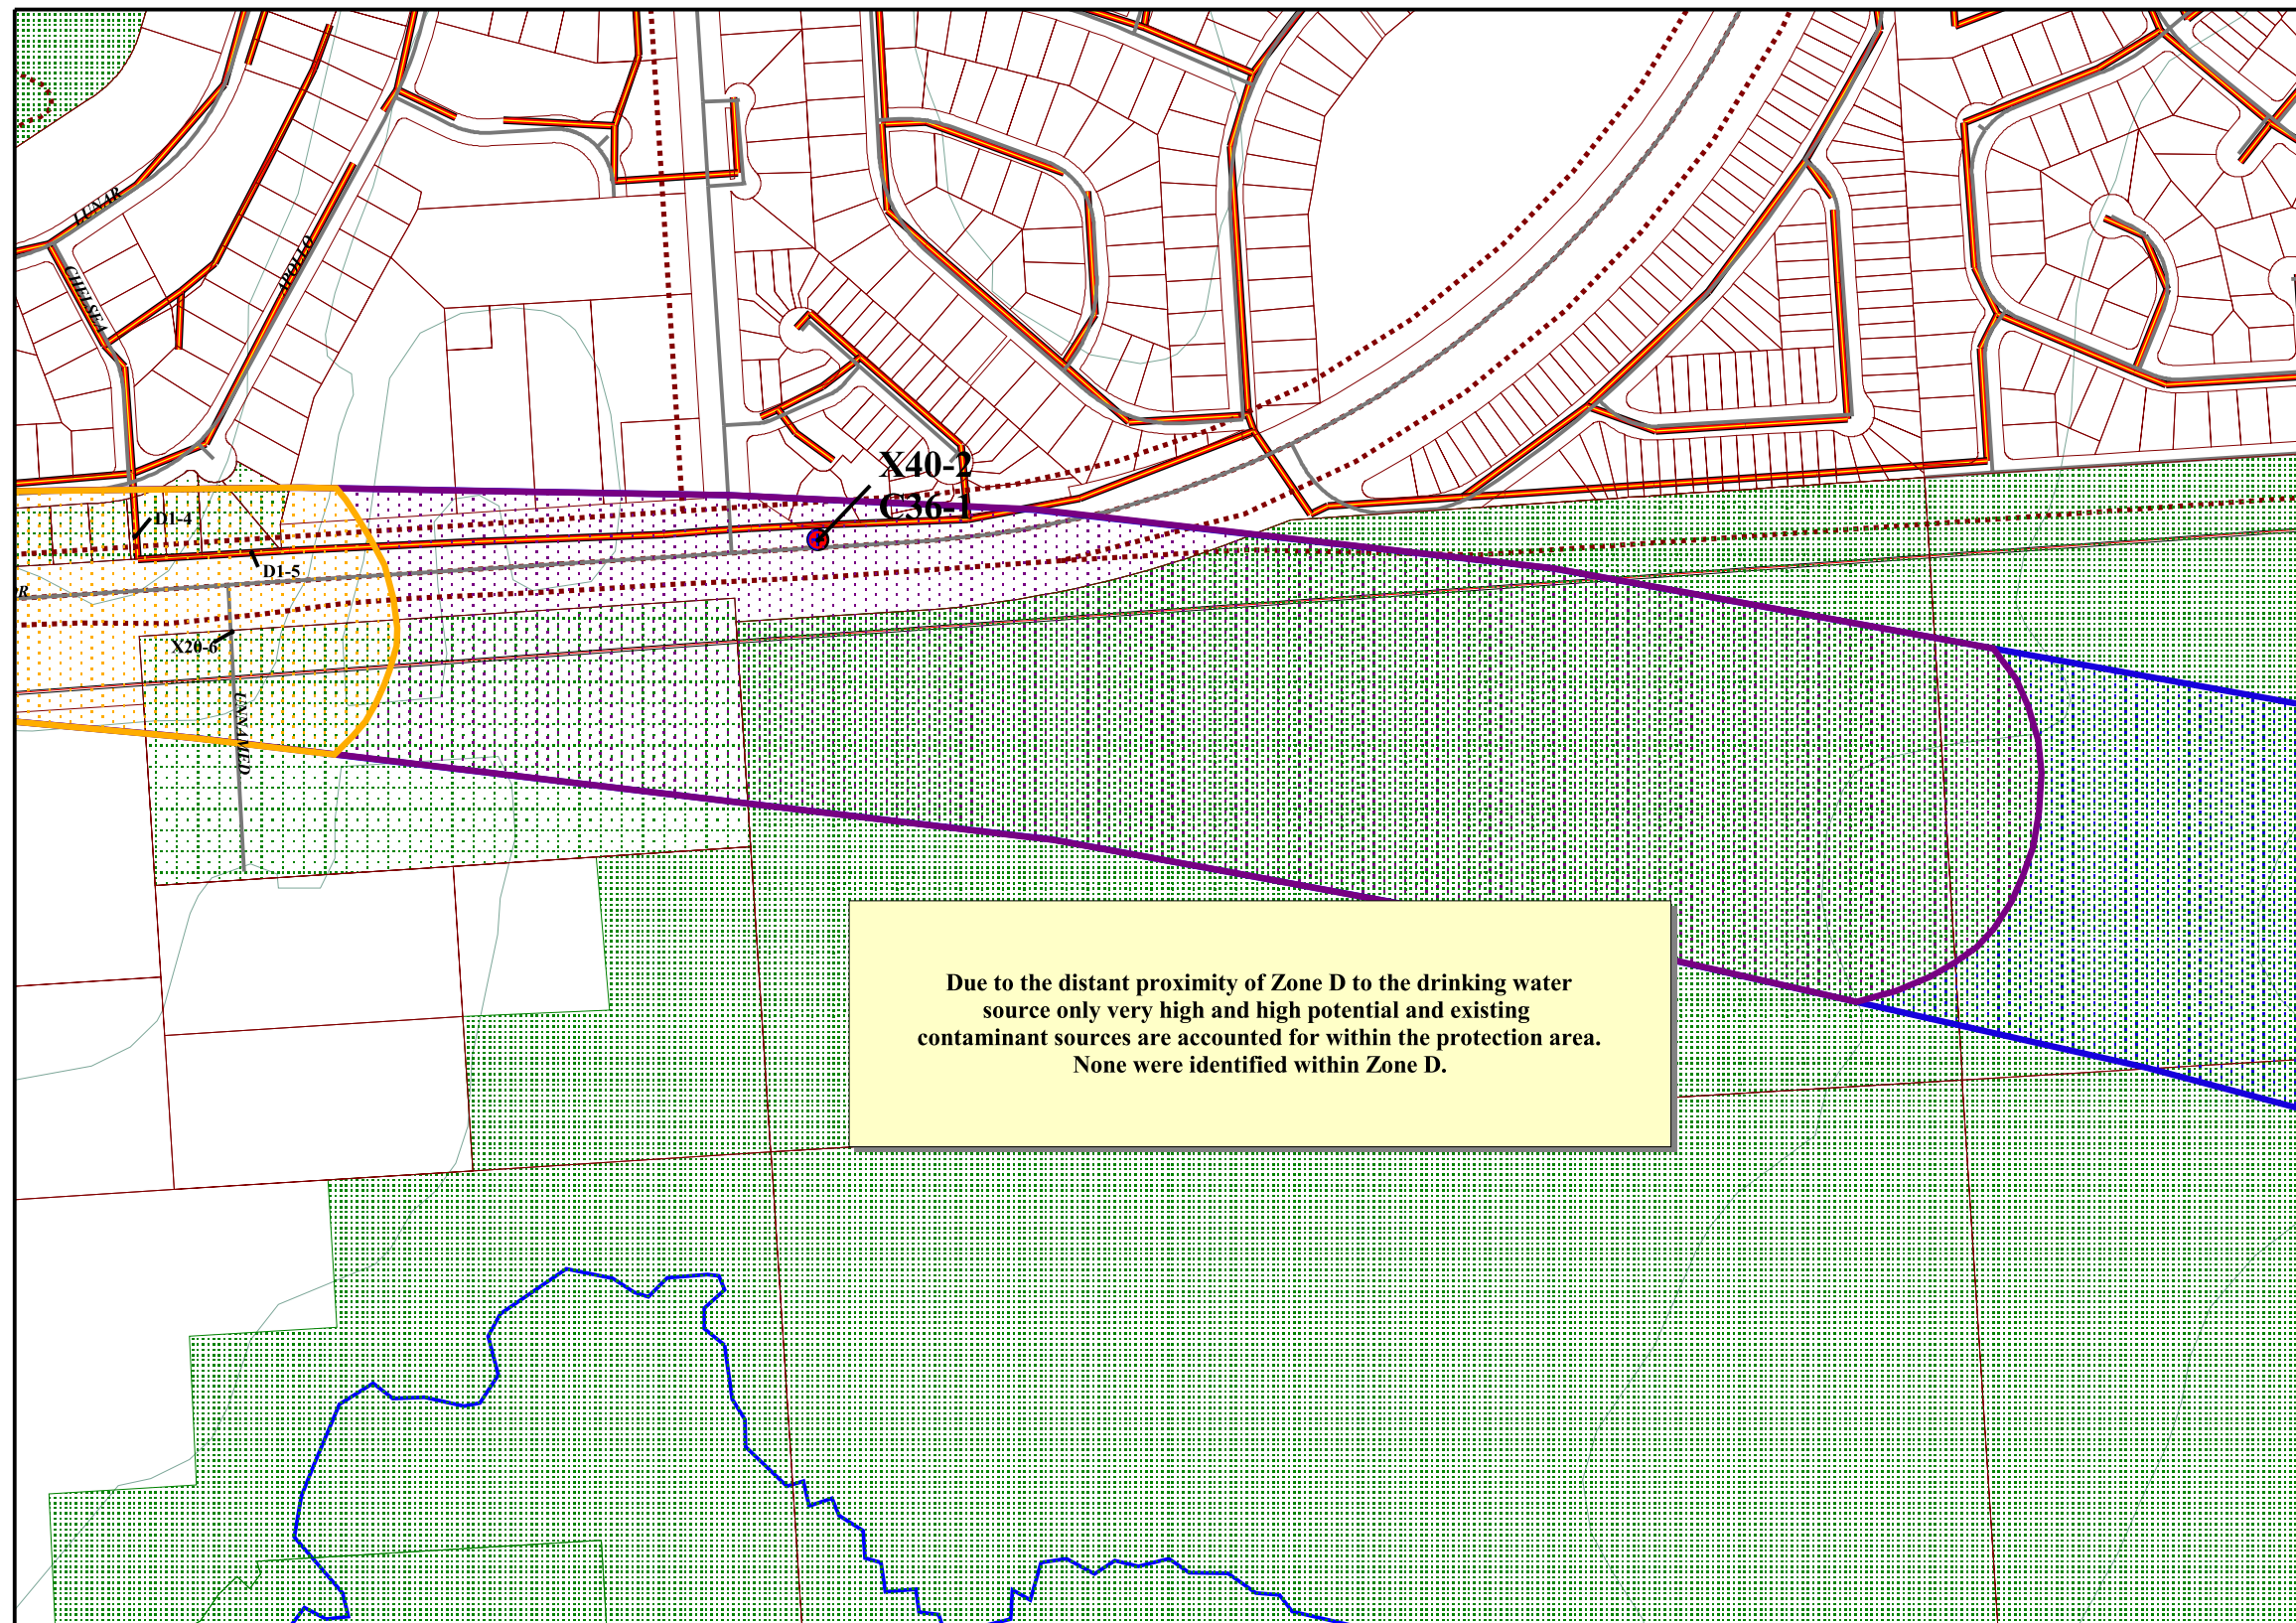 LUNAR
CHELSEA
APOLLO
X40-2
C36-1
D1-4
D1-5
X20-6
UNNAMED
Due to the distant proximity of Zone D to the drinking water
source only very high and high potential and existing
contaminant sources are accounted for within the protection area.
None were identified within Zone D.